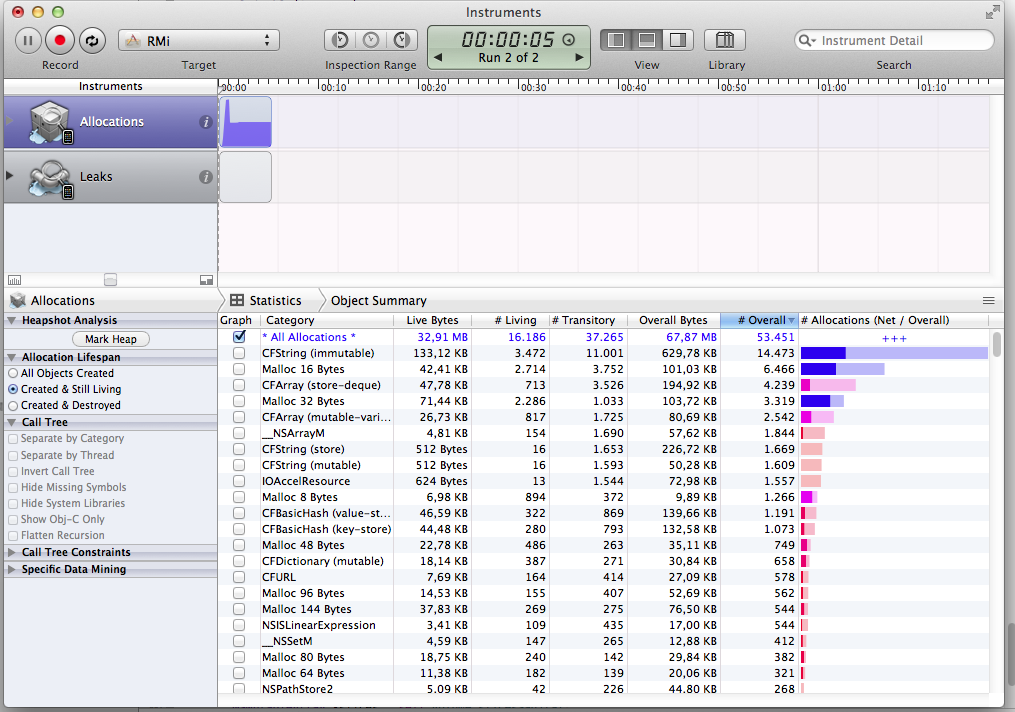 Instruments
00:00:05
RMi
Run 2 of 2
Instrument Detail
Record
Target
Inspection Range
View
Library
Search
Instruments
00:00 00:10 00:20 00:30 00:40 00:50 01:00 01:10
Allocations
Leaks
Allocations
Statistics
Object Summary
Heapshot Analysis
Mark Heap
Allocation Lifespan
All Objects Created
Created & Still Living
Created & Destroyed
Call Tree
Separate by Category
Separate by Thread
Invert Call Tree
Hide Missing Symbols
Hide System Libraries
Show Obj-C Only
Flatten Recursion
Call Tree Constraints
Specific Data Mining
Graph Category Live Bytes # Living # Transitory Overall Bytes # Overall # Allocations (Net / Overall)
* All Allocations * 32,91 MB 16.186 37.265 67,87 MB 53.451 +++
CFString (immutable) 133,12 KB 3.472 11.001 629,78 KB 14.473
Malloc 16 Bytes 42,41 KB 2.714 3.752 101,03 KB 6.466
CFArray (store-deque) 47,78 KB 713 3.526 194,92 KB 4.239
Malloc 32 Bytes 71,44 KB 2.286 1.033 103,72 KB 3.319
CFArray (mutable-vari... 26,73 KB 817 1.725 80,69 KB 2.542
__NSArrayM 4,81 KB 154 1.690 57,62 KB 1.844
CFString (store) 512 Bytes 16 1.653 226,72 KB 1.669
CFString (mutable) 512 Bytes 16 1.593 50,28 KB 1.609
IOAccelResource 624 Bytes 13 1.544 72,98 KB 1.557
Malloc 8 Bytes 6,98 KB 894 372 9,89 KB 1.266
CFBasicHash (value-st... 46,59 KB 322 869 139,66 KB 1.191
CFBasicHash (key-store) 44,48 KB 280 793 132,58 KB 1.073
Malloc 48 Bytes 22,78 KB 486 263 35,11 KB 749
CFDictionary (mutable) 18,14 KB 387 271 30,84 KB 658
CFURL 7,69 KB 164 414 27,09 KB 578
Malloc 96 Bytes 14,53 KB 155 407 52,69 KB 562
Malloc 144 Bytes 37,83 KB 269 275 76,50 KB 544
NSISLinearExpression 3,41 KB 109 435 17,00 KB 544
__NSSetM 4,59 KB 147 265 12,88 KB 412
Malloc 80 Bytes 18,75 KB 240 142 29,84 KB 382
Malloc 64 Bytes 11,38 KB 182 139 20,06 KB 321
NSPathStore2 5,09 KB 42 226 44,80 KB 268